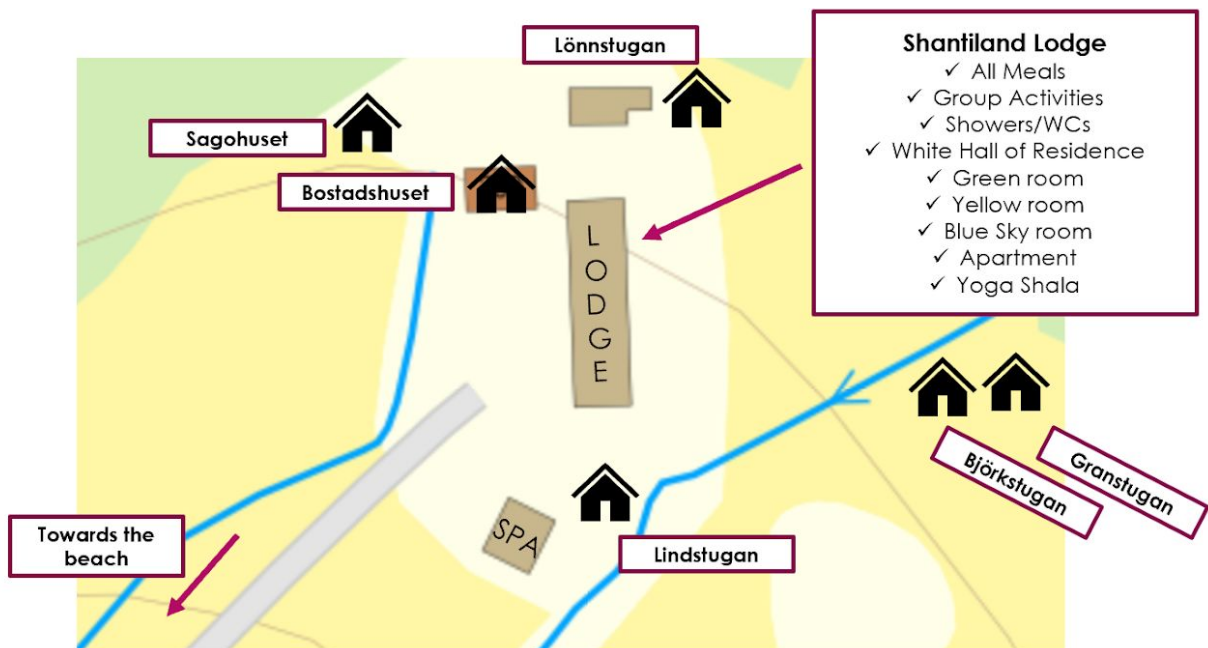 Lönnstugan
Shantiland Lodge
✓ All Meals
✓ Group Activities
✓ Showers/WCs
✓ White Hall of Residence
✓ Green room
✓ Yellow room
✓ Blue Sky room
✓ Apartment
✓ Yoga Shala
Sagohuset
Bostadshuset
LODGE
Björkstugan
Granstugan
Towards the
beach
SPA
Lindstugan